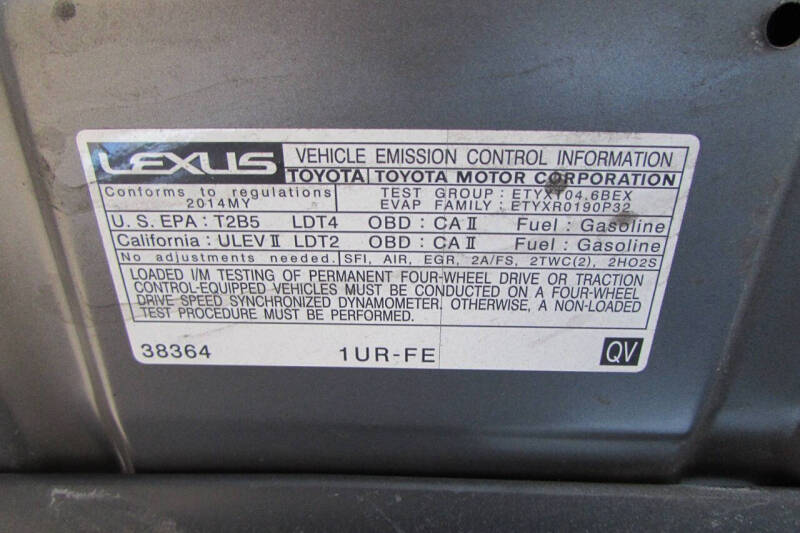 LEXUS VEHICLE EMISSION CONTROL INFORMATION
TOYOTA TOYOTA MOTOR CORPORATION
Conforms to regulations
2014MY
TEST GROUP : ETYXT04.6BEX
EVAP FAMILY : ETYXR0190P32
U. S. EPA : T2B5 LDT4 OBD : CA II Fuel : Gasoline
California : ULEV II LDT2 OBD : CA II Fuel : Gasoline
No adjustments needed. SFI, AIR, EGR, 2A/FS, 2TWC(2), 2HO2S
LOADED I/M TESTING OF PERMANENT FOUR-WHEEL DRIVE OR TRACTION
CONTROL-EQUIPPED VEHICLES MUST BE CONDUCTED ON A FOUR-WHEEL
DRIVE SPEED SYNCHRONIZED DYNAMOMETER. OTHERWISE, A NON-LOADED
TEST PROCEDURE MUST BE PERFORMED.
38364 1UR-FE QV